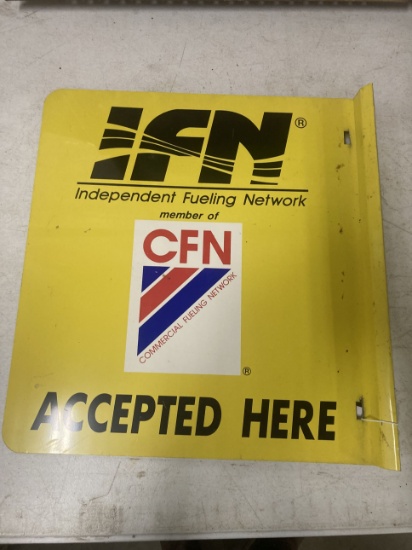 IFN®
Independent Fueling Network
member of
CFN
COMMERCIAL FUELING NETWORK
®
ACCEPTED HERE